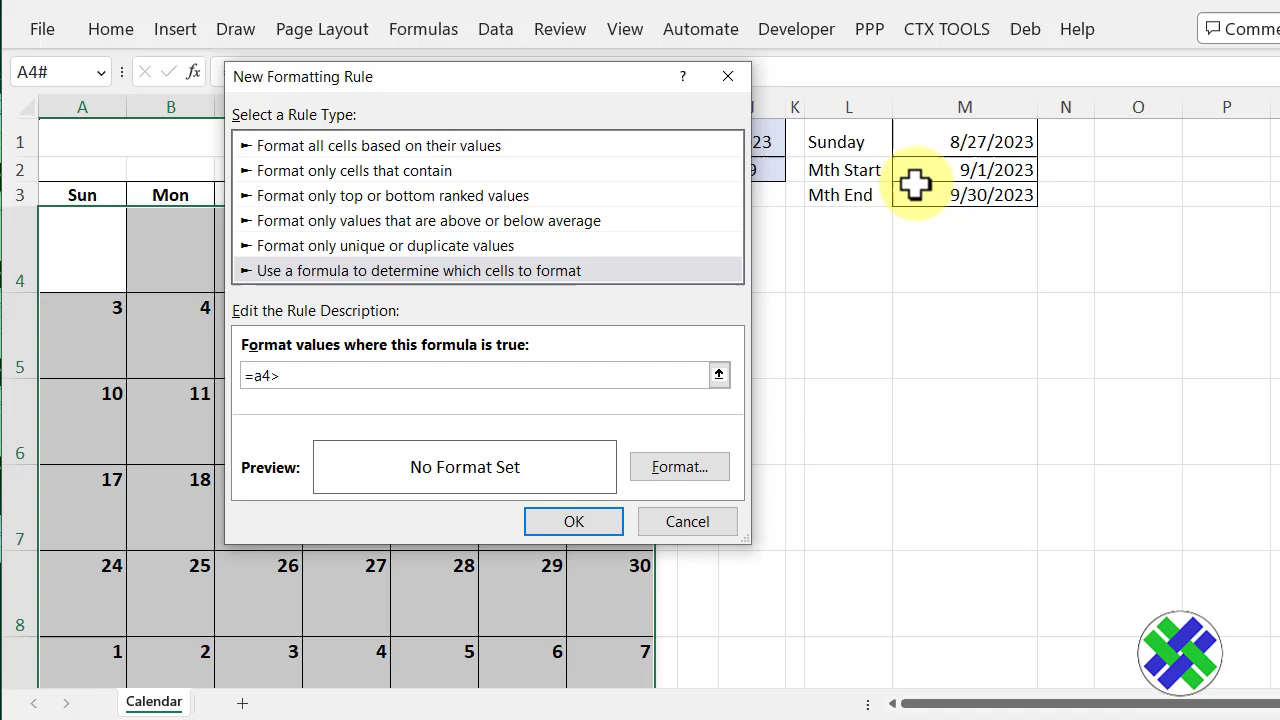 File Home Insert Draw Page Layout Formulas Data Review View Automate Developer PPP CTX TOOLS Deb Help Comme
A4# fx
New Formatting Rule ?
Select a Rule Type:
► Format all cells based on their values
► Format only cells that contain
► Format only top or bottom ranked values
► Format only values that are above or below average
► Format only unique or duplicate values
► Use a formula to determine which cells to format
Edit the Rule Description:
Format values where this formula is true:
=a4>
Preview: No Format Set Format...
OK Cancel
A B K L M N O P
1 23 Sunday 8/27/2023
2 9 Mth Start 9/1/2023
3 Sun Mon Mth End 9/30/2023
4
5 3 4
6 10 11
7 17 18
8 24 25 26 27 28 29 30
1 2 3 4 5 6 7
Calendar +